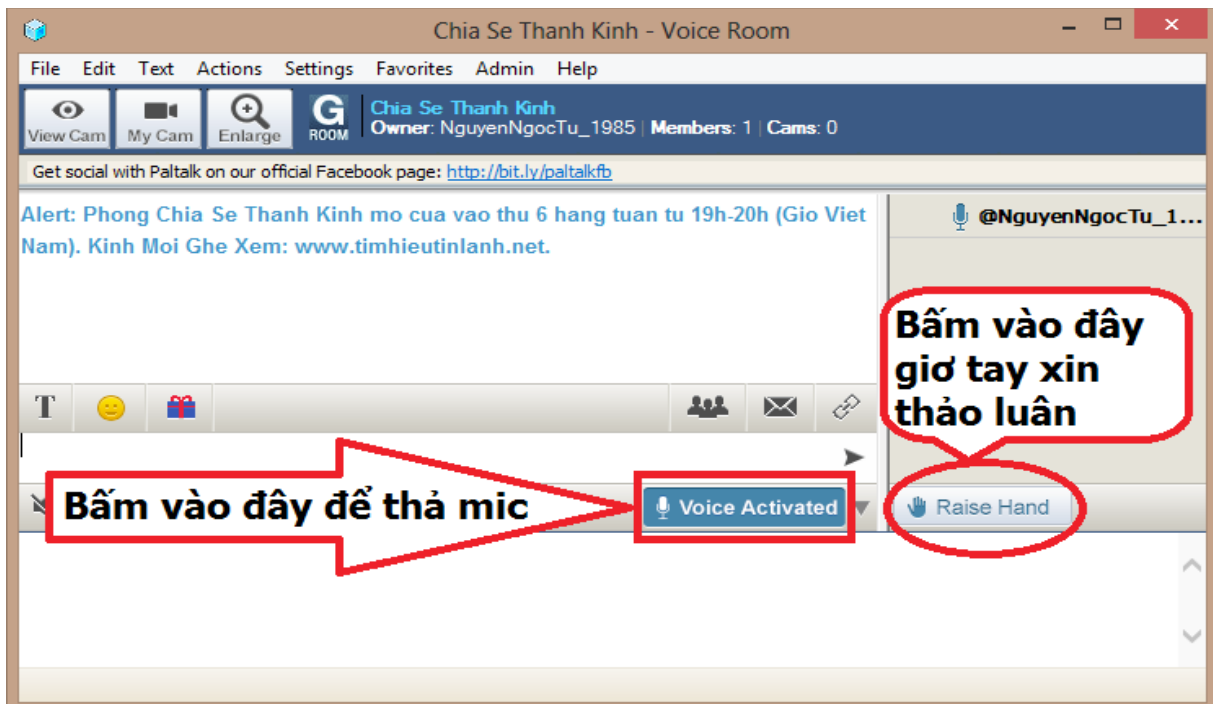 Chia Se Thanh Kinh - Voice Room
File Edit Text Actions Settings Favorites Admin Help
View Cam
My Cam
Enlarge
G
ROOM
Chia Se Thanh Kinh
Owner: NguyenNgocTu_1985 | Members: 1 | Cams: 0
Get social with Paltalk on our official Facebook page: http://bit.ly/paltalkfb
Alert: Phong Chia Se Thanh Kinh mo cua vao thu 6 hang tuan tu 19h-20h (Gio Viet
Nam). Kinh Moi Ghe Xem: www.timhieutinlanh.net.
@NguyenNgocTu_1...
Bấm vào đây
giơ tay xin
thảo luân
T
Bấm vào đây để thả mic
Voice Activated
Raise Hand